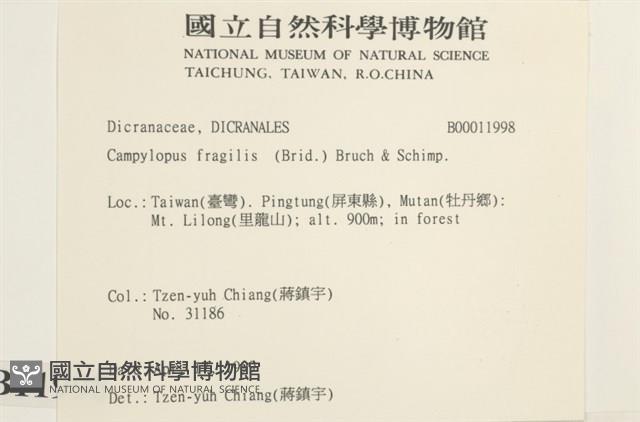 國立自然科學博物館
NATIONAL MUSEUM OF NATURAL SCIENCE
TAICHUNG, TAIWAN, R.O.CHINA
Dicranaceae, DICRANALES B00011998
Campylopus fragilis (Brid.) Bruch & Schimp.
Loc.: Taiwan(臺彎). Pingtung(屏東縣), Mutan(牡丹鄉):
Mt. Lilong(里龍山); alt. 900m; in forest
Col.: Tzen-yuh Chiang(蔣鎮宇)
No. 31186
國立自然科學博物館
NATIONAL MUSEUM OF NATURAL SCIENCE
Det.: Tzen-yuh Chiang(蔣鎮宇)